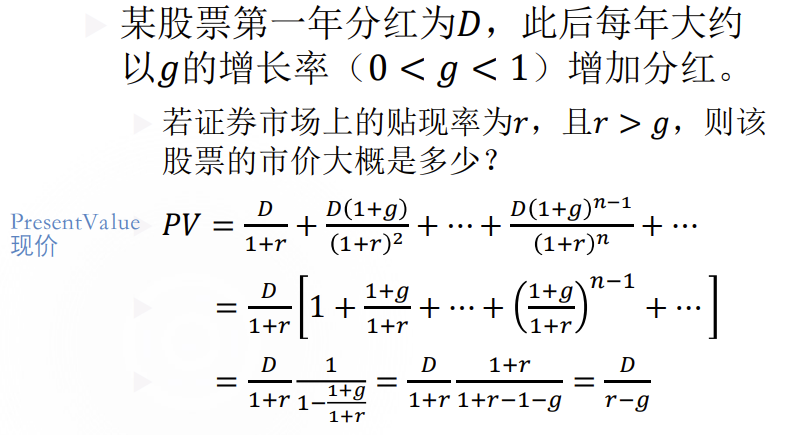 某股票第一年分红为D，此后每年大约
以g的增长率（0 < g < 1）增加分红。
若证券市场上的贴现率为r，且r > g，则该
股票的市价大概是多少？
PresentValue
现价
PV = \frac{D}{1+r} + \frac{D(1+g)}{(1+r)^2} + ⋯ + \frac{D(1+g)^{n-1}}{(1+r)^n} + ⋯
= \frac{D}{1+r} \left[ 1 + \frac{1+g}{1+r} + ⋯ + \left( \frac{1+g}{1+r} \right)^{n-1} + ⋯ \right]
= \frac{D}{1+r} \frac{1}{1-\frac{1+g}{1+r}} = \frac{D}{1+r} \frac{1+r}{1+r-1-g} = \frac{D}{r-g}